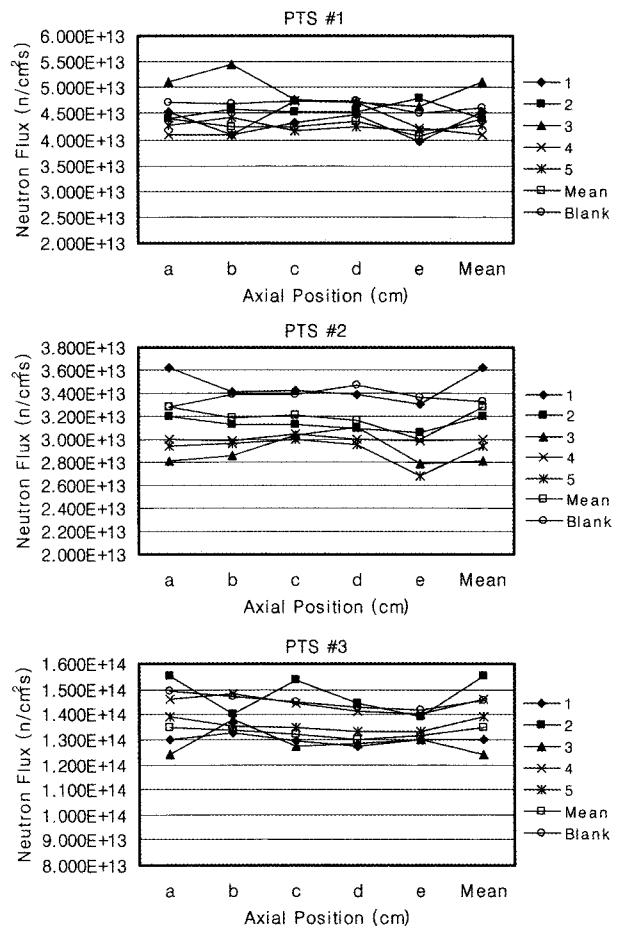 PTS #1
Neutron Flux (n/cm²s)
6.000E+13
5.500E+13
5.000E+13
4.500E+13
4.000E+13
3.500E+13
3.000E+13
2.500E+13
2.000E+13
a b c d e Mean
Axial Position (cm)
1
2
3
4
5
Mean
Blank
PTS #2
Neutron Flux (n/cm²s)
3.800E+13
3.600E+13
3.400E+13
3.200E+13
3.000E+13
2.800E+13
2.600E+13
2.400E+13
2.200E+13
2.000E+13
a b c d e Mean
Axial Position (cm)
1
2
3
4
5
Mean
Blank
PTS #3
Neutron Flux (n/cm²s)
1.600E+14
1.500E+14
1.400E+14
1.300E+14
1.200E+14
1.100E+14
1.000E+14
9.000E+13
8.000E+13
a b c d e Mean
Axial Position (cm)
1
2
3
4
5
Mean
Blank